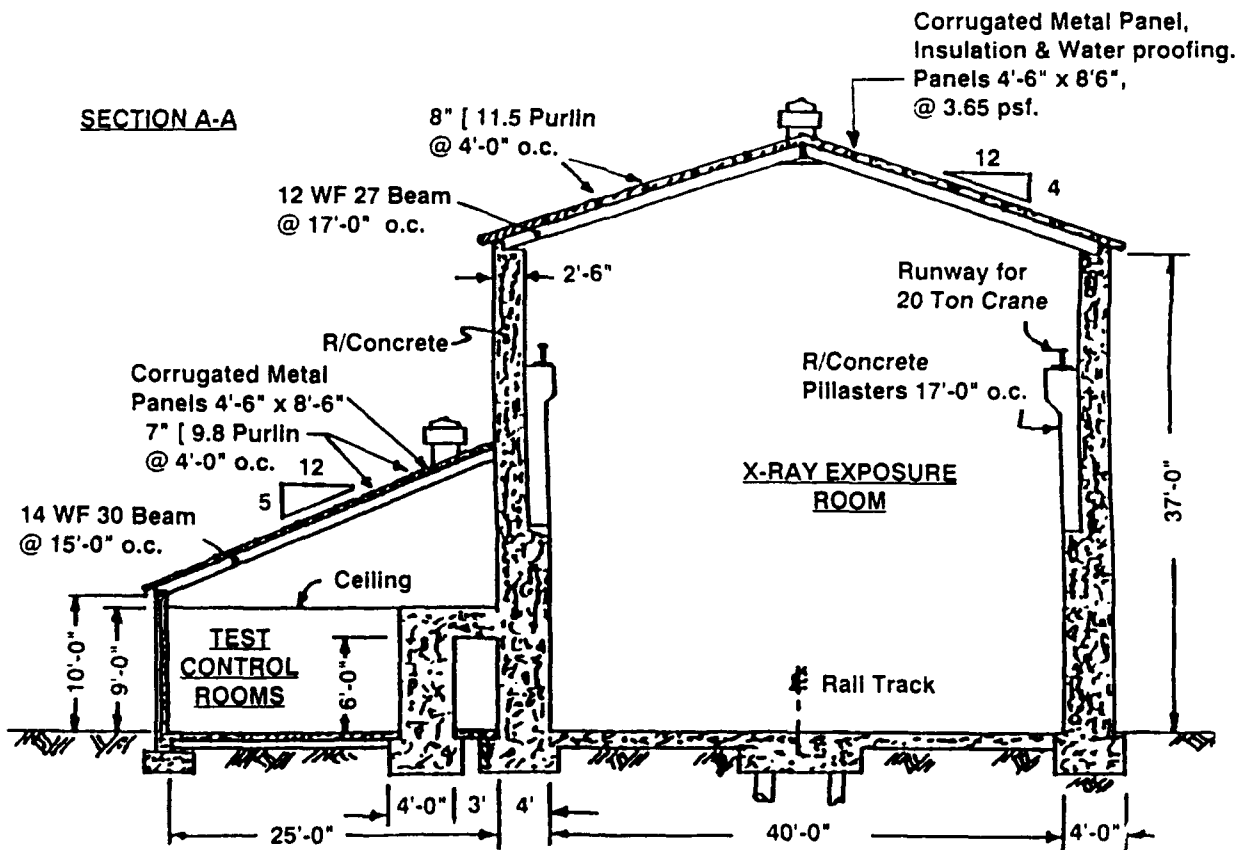 Corrugated Metal Panel,
Insulation & Water proofing.
Panels 4'-6" x 8'6",
@ 3.65 psf.
SECTION A-A
8" [ 11.5 Purlin
@ 4'-0" o.c.
12
4
12 WF 27 Beam
@ 17'-0" o.c.
2'-6"
Runway for
20 Ton Crane
R/Concrete
R/Concrete
Pillasters 17'-0" o.c.
Corrugated Metal
Panels 4'-6" x 8'-6"
7" [ 9.8 Purlin
@ 4'-0" o.c.
12
5
X-RAY EXPOSURE
ROOM
37'-0"
14 WF 30 Beam
@ 15'-0" o.c.
Ceiling
10'-0"
9'-0"
TEST
CONTROL
ROOMS
6'-0"
Rail Track
4'-0"
3'
4'
25'-0"
40'-0"
4'-0"